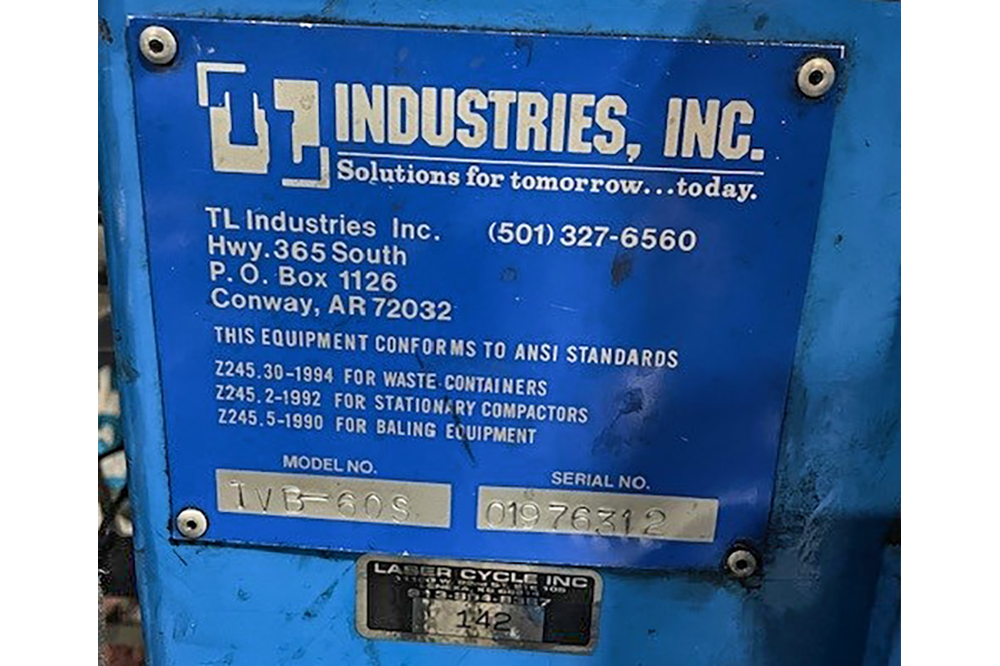 TL INDUSTRIES, INC.
Solutions for tomorrow...today.
TL Industries Inc. (501) 327-6560
Hwy. 365 South
P. O. Box 1126
Conway, AR 72032
THIS EQUIPMENT CONFORMS TO ANSI STANDARDS
Z245.30-1994 FOR WASTE CONTAINERS
Z245.2-1992 FOR STATIONARY COMPACTORS
Z245.5-1990 FOR BALING EQUIPMENT
MODEL NO. SERIAL NO.
TVB-60S 01976312
LASER CYCLE INC
142